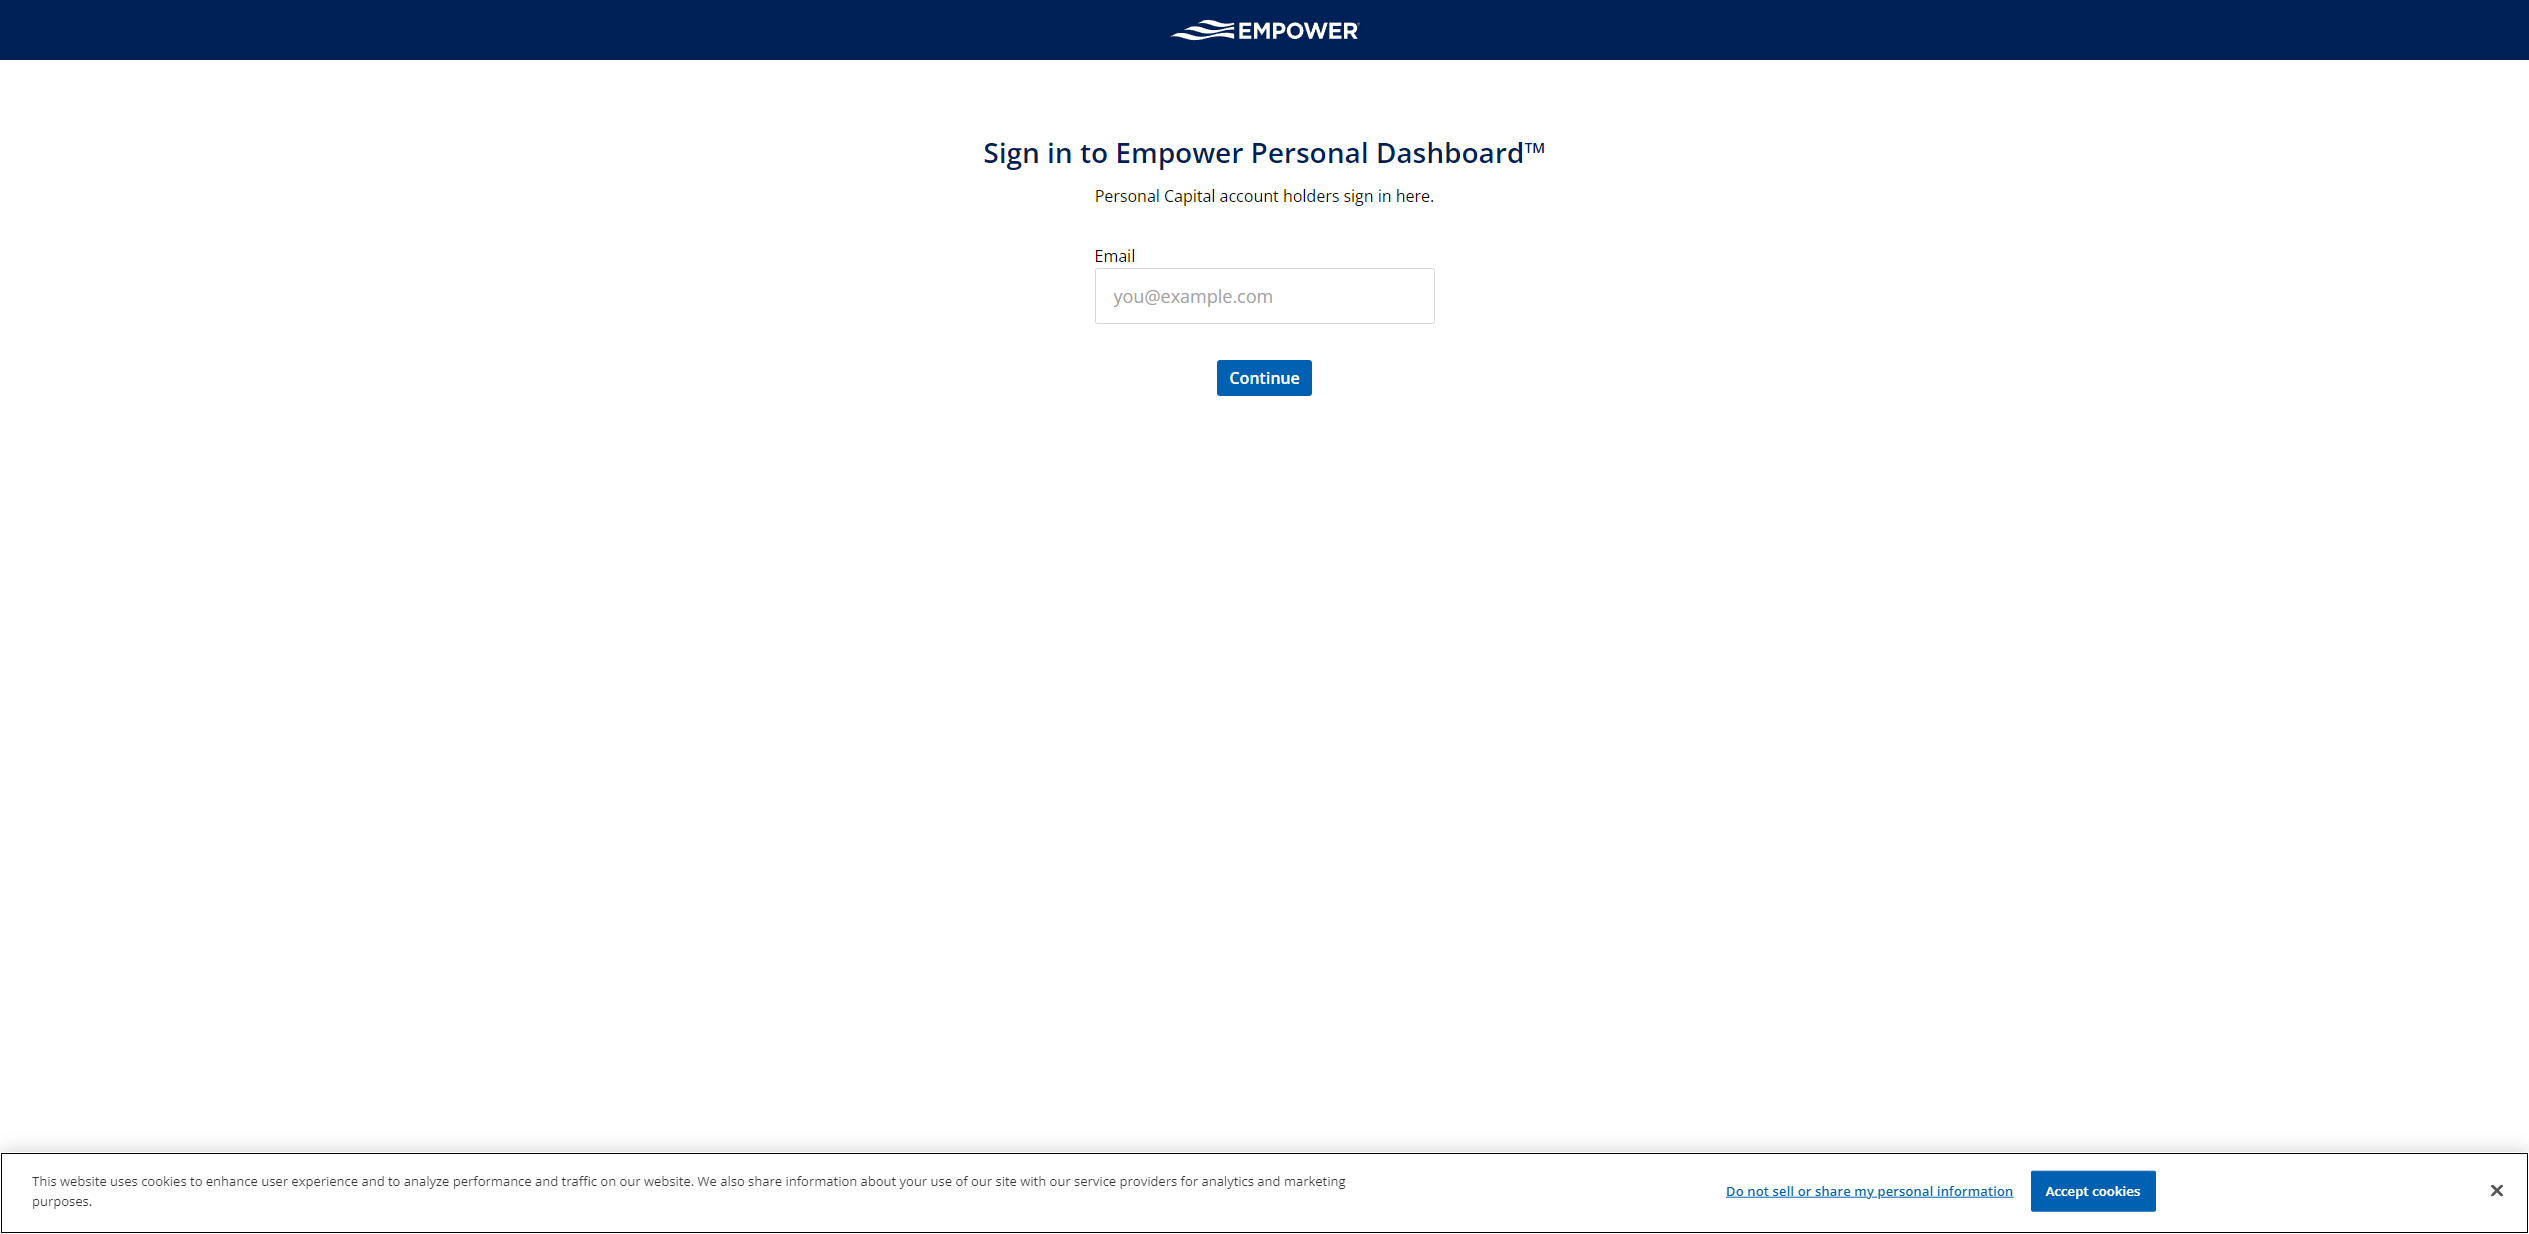 EMPOWER
Sign in to Empower Personal Dashboard™
Personal Capital account holders sign in here.
Email
you@example.com
Continue
This website uses cookies to enhance user experience and to analyze performance and traffic on our website. We also share information about your use of our site with our service providers for analytics and marketing
purposes.
Do not sell or share my personal information
Accept cookies